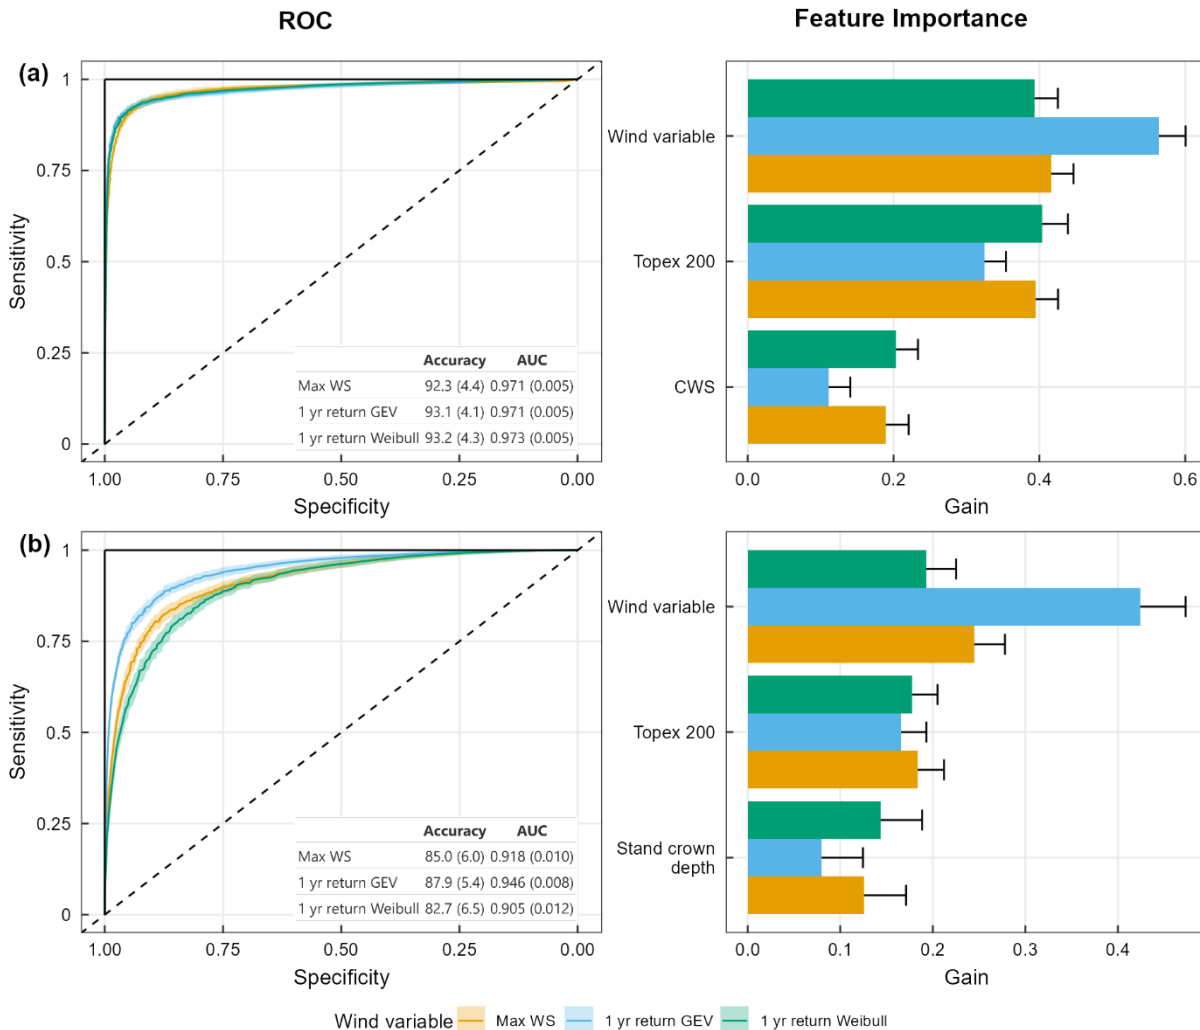 ROC
Feature Importance
(a)
1
0.75
0.5
0.25
0
Sensitivity
1.00
0.75
0.50
0.25
0.00
Specificity
Accuracy AUC
Max WS 92.3 (4.4) 0.971 (0.005)
1 yr return GEV 93.1 (4.1) 0.971 (0.005)
1 yr return Weibull 93.2 (4.3) 0.973 (0.005)
Wind variable
Topex 200
CWS
0.0
0.2
0.4
0.6
Gain
(b)
1
0.75
0.5
0.25
0
Sensitivity
1.00
0.75
0.50
0.25
0.00
Specificity
Accuracy AUC
Max WS 85.0 (6.0) 0.918 (0.010)
1 yr return GEV 87.9 (5.4) 0.946 (0.008)
1 yr return Weibull 82.7 (6.5) 0.905 (0.012)
Wind variable
Topex 200
Stand crown
depth
0.0
0.1
0.2
0.3
0.4
Gain
Wind variable Max WS 1 yr return GEV 1 yr return Weibull